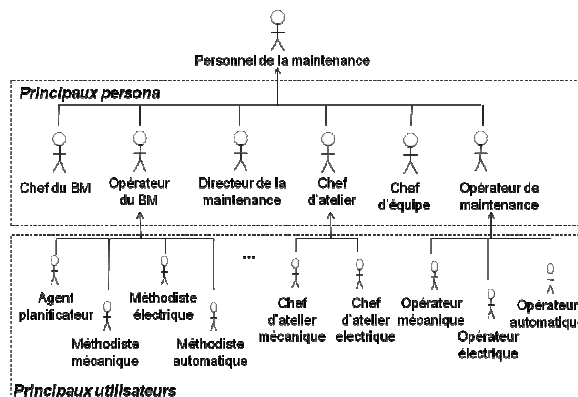 Personnel de la maintenance
Principaux persona
Chef du BM
Opérateur
du BM
Directeur de la
maintenance
Chef
d'atelier
Chef
d'équipe
Opérateur de
maintenance
...
Agent
planificateur
Méthodiste
électrique
Méthodiste
mécanique
Méthodiste
automatique
Chef
d'atelier
mécanique
Chef
d'atelier
electrique
Opérateur
mécanique
Opérateur
électrique
Opérateur
automatique
Principaux utilisateurs